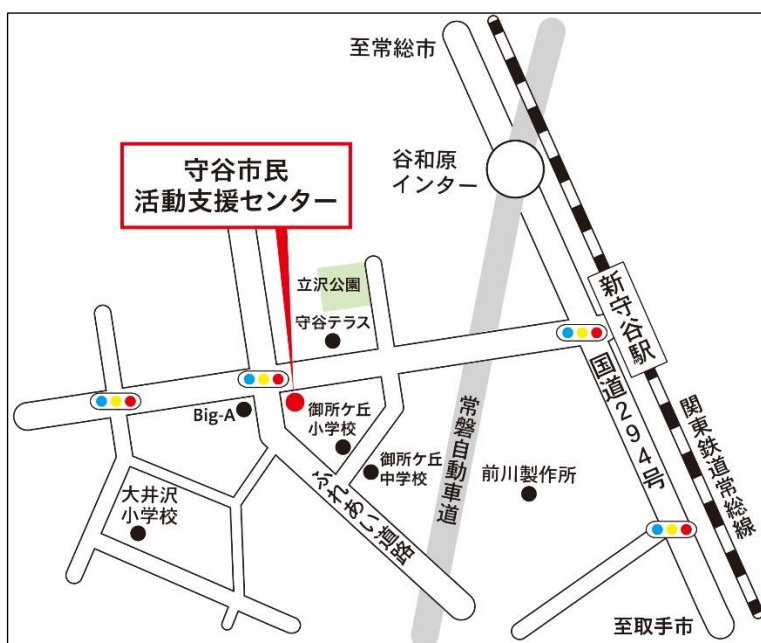 至常総市
谷和原
インター
守谷市民
活動支援センター
立沢公園
守谷テラス
新守谷駅
Big-A
御所ケ丘
小学校
御所ケ丘
中学校
常磐自動車道
国道294号
関東鉄道常総線
前川製作所
大井沢
小学校
ふれあい道路
至取手市